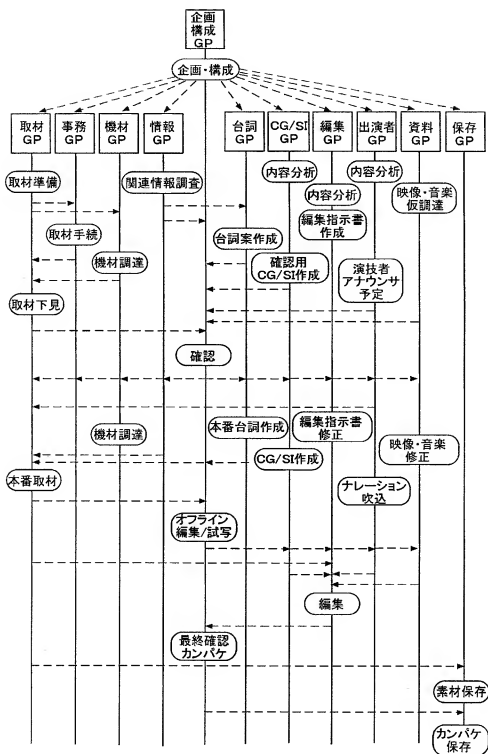 企画
構成
GP
企画・構成
取材
GP
事務
GP
機材
GP
情報
GP
台詞
GP
CG/SI
GP
編集
GP
出演者
GP
資料
GP
保存
GP
取材準備
関連情報調査
内容分析
内容分析
内容分析
映像・音楽
仮調達
編集指示書
作成
取材手続
台詞案作成
機材調達
確認用
CG/SI作成
演技者
アナウンサ
予定
取材下見
確認
機材調達
本番台詞作成
編集指示書
修正
映像・音楽
修正
CG/SI作成
本番取材
ナレーション
吹込
オフライン
編集/試写
編集
最終確認
カンパケ
素材保存
カンパケ
保存